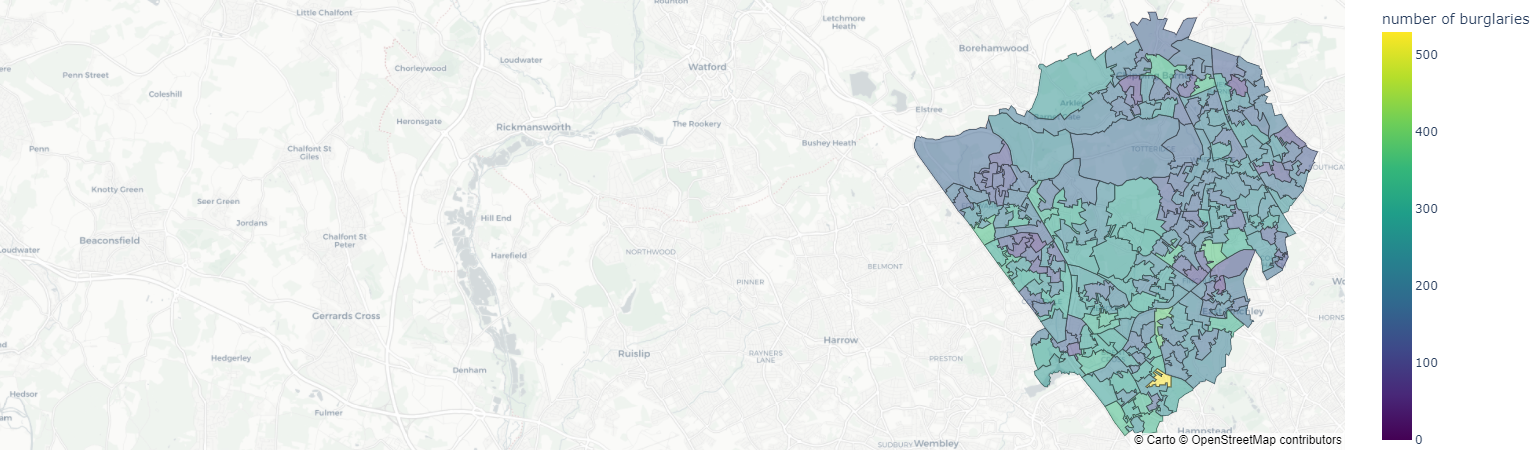 Little Chalfont
Letchmore
Heath
Borehamwood
Loudwater
Watford
Chorleywood
Penn Street
Coleshill
Elstree
Heronsgate
Rickmansworth
The Rookery
Bushey Heath
Penn
Chalfont St
Giles
Knotty Green
Seer Green
Jordans
Hill End
Beaconsfield
Chalfont St
Peter
Loudwater
Harefield
NORTHWOOD
BELMONT
PINNER
Gerrards Cross
Harrow
Ruislip
RAYNERS
LANE
PRESTON
Hedgerley
Denham
Hedsor
Fulmer
Hampstead
SUDBURY
Wembley
© Carto © OpenStreetMap contributors
number of burglaries
500
400
300
200
100
0